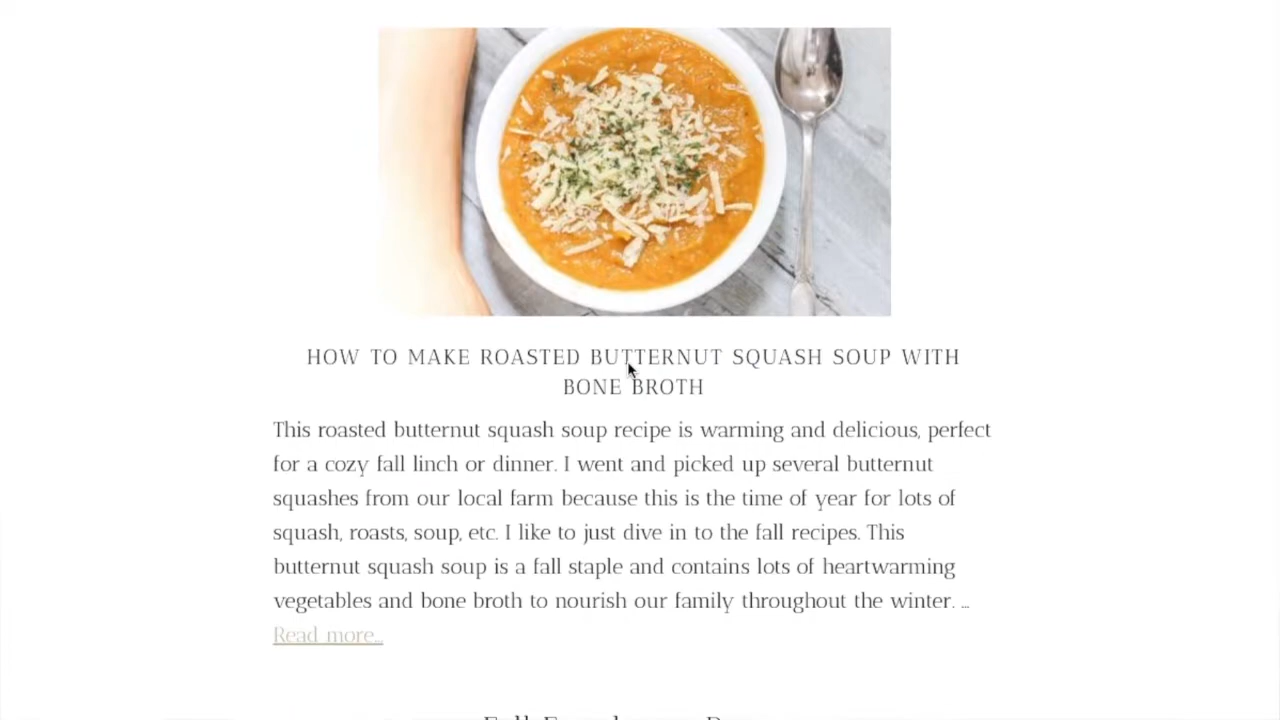 HOW TO MAKE ROASTED BUTTERNUT SQUASH SOUP WITH
BONE BROTH
This roasted butternut squash soup recipe is warming and delicious, perfect
for a cozy fall linch or dinner. I went and picked up several butternut
squashes from our local farm because this is the time of year for lots of
squash, roasts, soup, etc. I like to just dive in to the fall recipes. This
butternut squash soup is a fall staple and contains lots of heartwarming
vegetables and bone broth to nourish our family throughout the winter. ...
Read more...